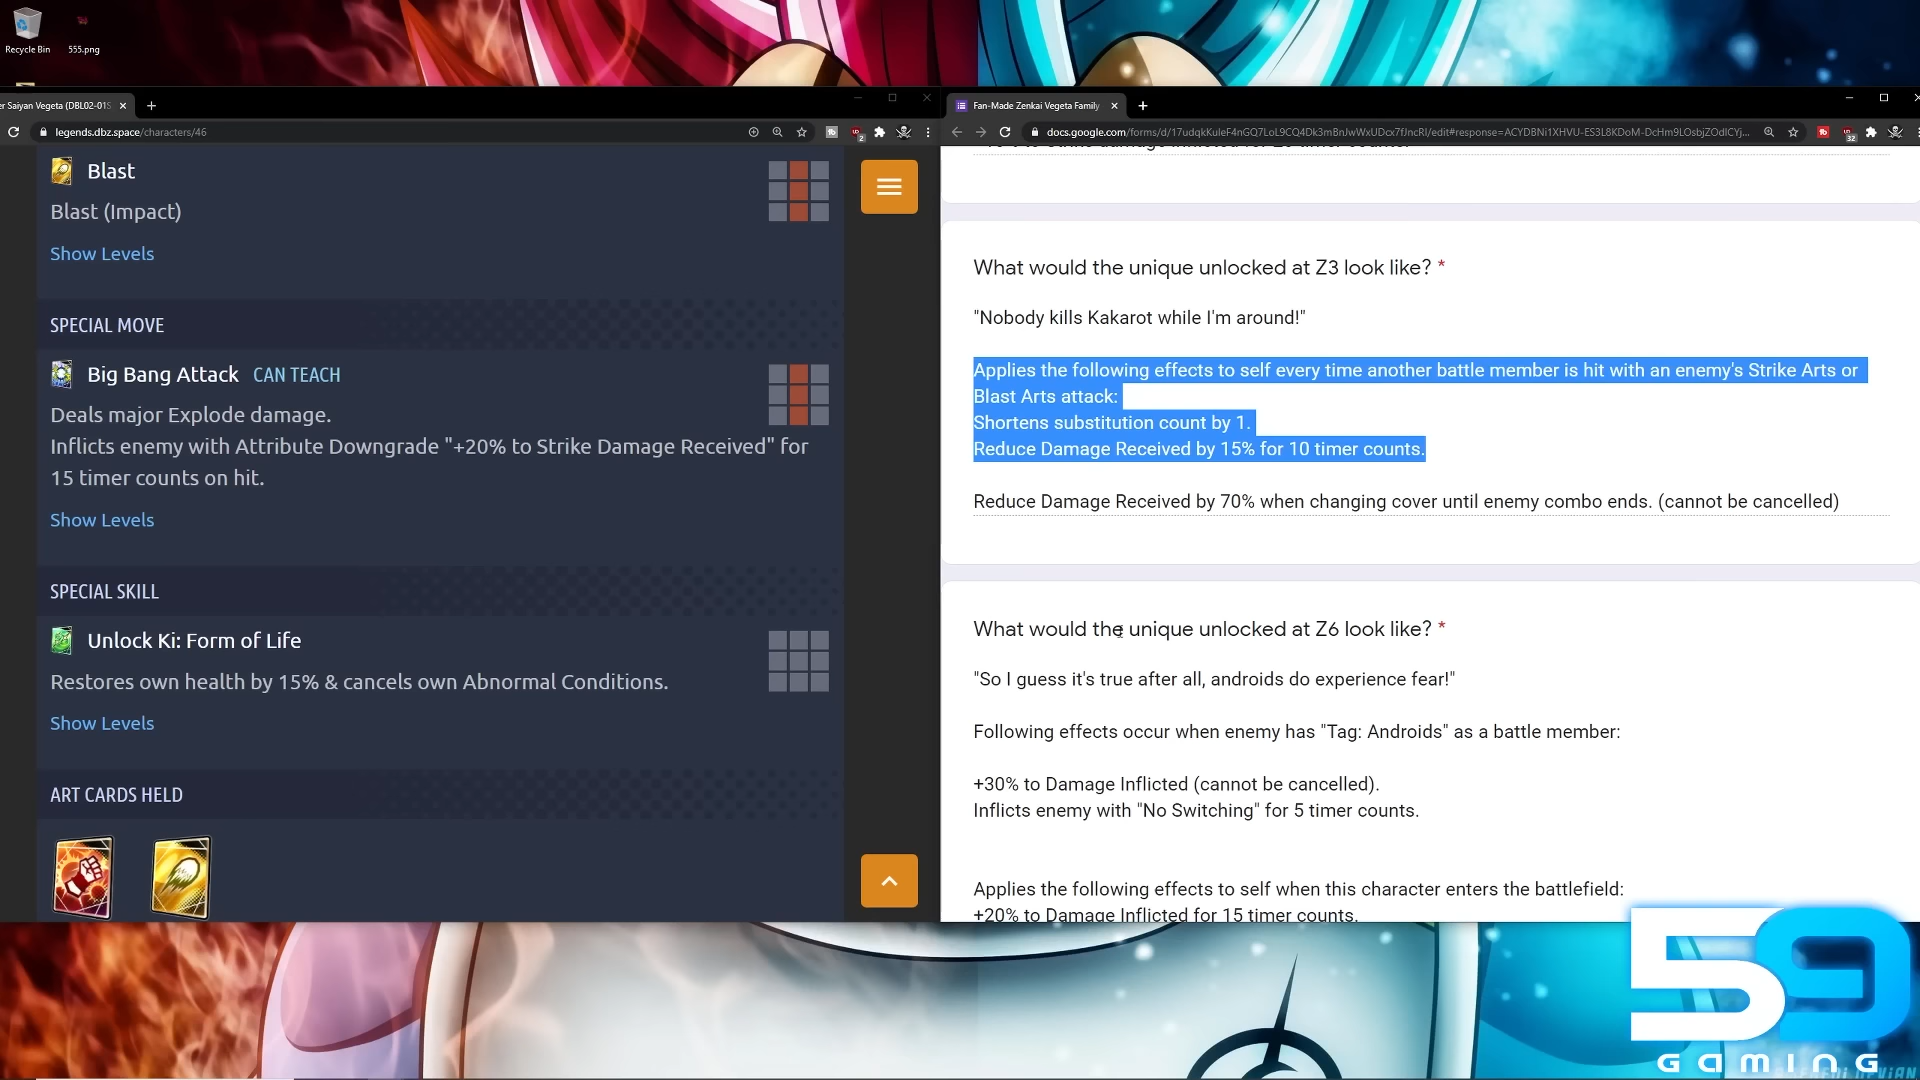 Recycle Bin
555.png
er Saiyan Vegeta (DBL02-01S
legends.dbz.space/characters/46
Blast
Blast (Impact)
Show Levels
SPECIAL MOVE
Big Bang Attack CAN TEACH
Deals major Explode damage.
Inflicts enemy with Attribute Downgrade "+20% to Strike Damage Received" for
15 timer counts on hit.
Show Levels
SPECIAL SKILL
Unlock Ki: Form of Life
Restores own health by 15% & cancels own Abnormal Conditions.
Show Levels
ART CARDS HELD
Fan-Made Zenkai Vegeta Family
What would the unique unlocked at Z3 look like? *
"Nobody kills Kakarot while I'm around!"
Applies the following effects to self every time another battle member is hit with an enemy's Strike Arts or
Blast Arts attack:
Shortens substitution count by 1.
Reduce Damage Received by 15% for 10 timer counts.
Reduce Damage Received by 70% when changing cover until enemy combo ends. (cannot be cancelled)
What would the unique unlocked at Z6 look like? *
"So I guess it's true after all, androids do experience fear!"
Following effects occur when enemy has "Tag: Androids" as a battle member:
+30% to Damage Inflicted (cannot be cancelled).
Inflicts enemy with "No Switching" for 5 timer counts.
Applies the following effects to self when this character enters the battlefield:
+20% to Damage Inflicted for 15 timer counts.
59
GAMING